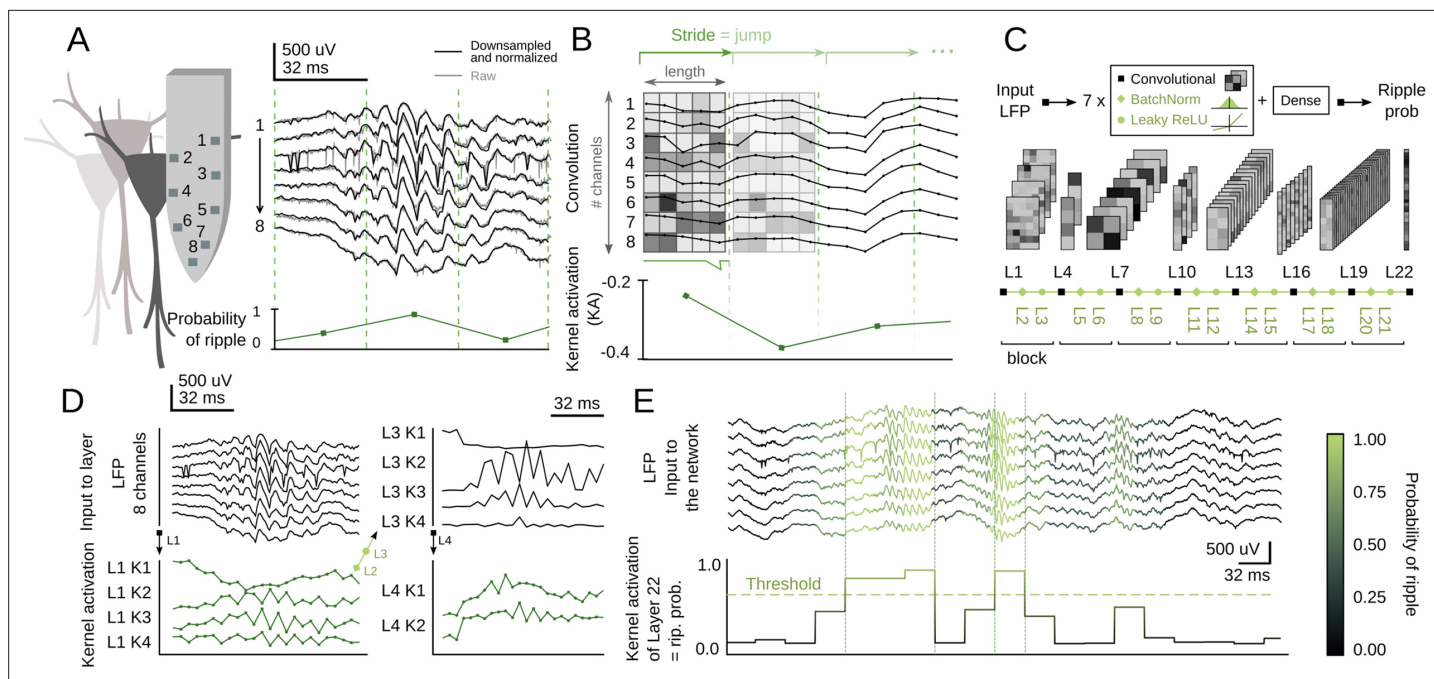 A
500 uV
32 ms
Downsampled
and normalized
Raw
1
8
1
2
3
4
5
6
7
8
Probability
of ripple
1
0
B
Stride = jump
length
Convolution
# channels
1
2
3
4
5
6
7
8
Kernel activation
(KA)
-0.2
-0.4
C
Input
LFP
7 x
Convolutional
BatchNorm
Leaky ReLU
+
Dense
Ripple
prob
L1
L4
L7
L10
L13
L16
L19
L22
L2
L3
L5
L6
L8
L9
L11
L12
L14
L15
L17
L18
L20
L21
block
D
500 uV
32 ms
32 ms
Input to layer
LFP
8 channels
L1
L2
L3
Kernel activation
L1 K1
L1 K2
L1 K3
L1 K4
L3 K1
L3 K2
L3 K3
L3 K4
L4
L4 K1
L4 K2
E
LFP
Input to
the network
500 uV
32 ms
Kernel activation
of Layer 22
= rip. prob.
1.0
0.0
Threshold
1.00
0.75
0.50
0.25
0.00
Probability of ripple